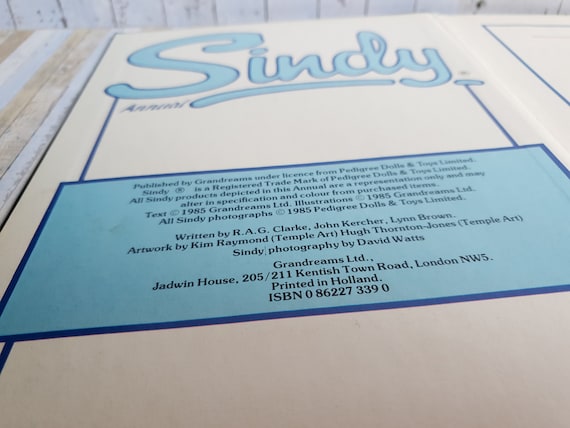 Sindy ®
Annual
Published by Grandreams under licence from Pedigree Dolls & Toys Limited.
Sindy ® is a Registered Trade Mark of Pedigree Dolls & Toys Limited.
All Sindy products depicted in this Annual are a representation only and may
alter in specification and colour from purchased items.
Text © 1985 Grandreams Ltd. Illustrations © 1985 Grandreams Ltd.
All Sindy photographs © 1985 Pedigree Dolls & Toys Limited.
Written by R.A.G. Clarke, John Kercher, Lynn Brown.
Artwork by Kim Raymond (Temple Art) Hugh Thornton-Jones (Temple Art)
Sindy photography by David Watts
Grandreams Ltd.,
Jadwin House, 205/211 Kentish Town Road, London NW5.
Printed in Holland.
ISBN 0 86227 339 0